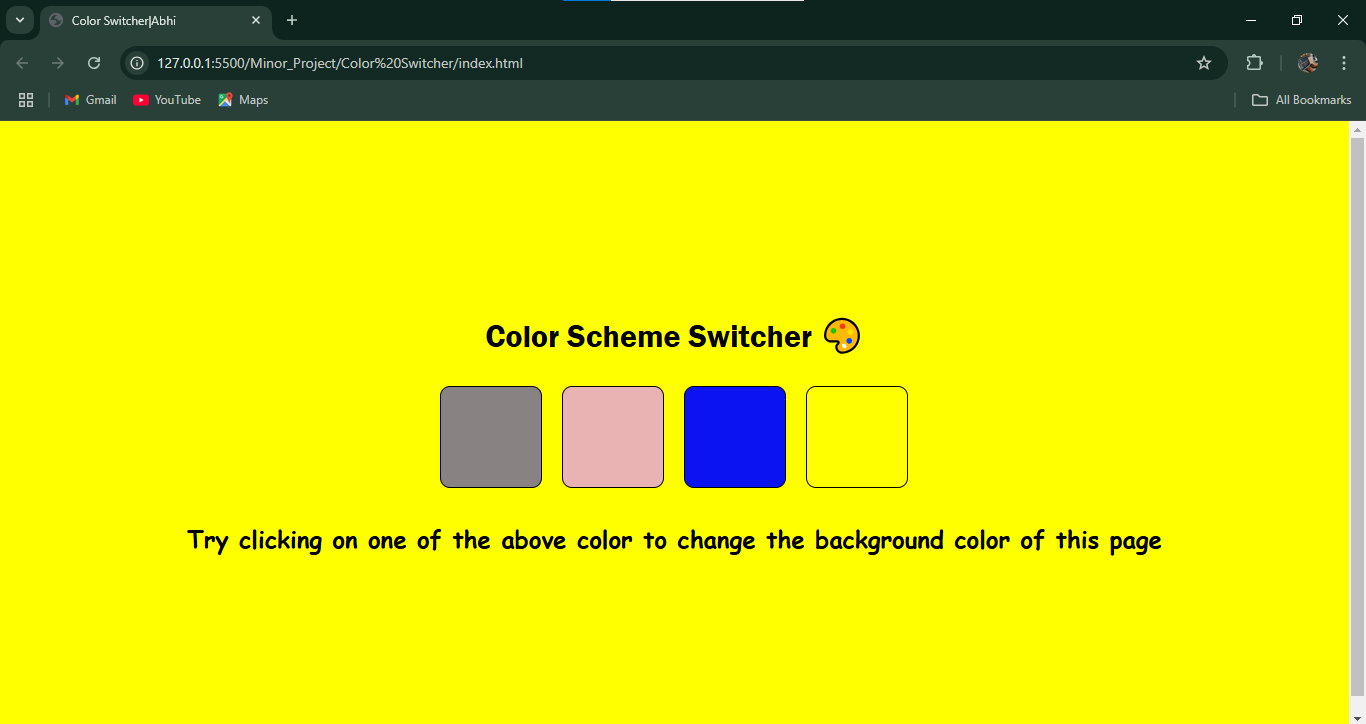 Color Switcher|Abhi
127.0.0.1:5500/Minor_Project/Color%20Switcher/index.html
Gmail YouTube Maps All Bookmarks
Color Scheme Switcher 🎨
Try clicking on one of the above color to change the background color of this page